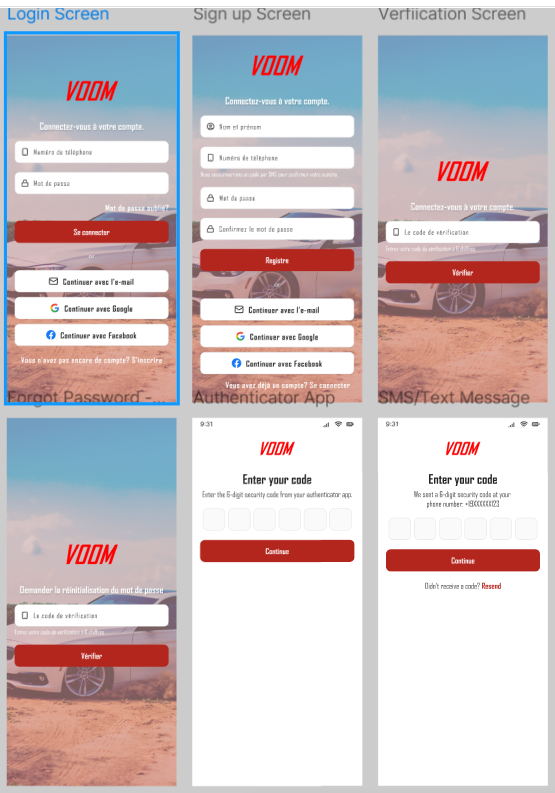 Login Screen
VOOM
Connectez-vous à votre compte.
Numéro de téléphone
Mot de passe
Mot de passe oublié?
Se connecter
or
Continuer avec l'e-mail
Continuer avec Google
Continuer avec Facebook
Vous n'avez pas encore de compte? S'inscrire
Sign up Screen
VOOM
Connectez-vous à votre compte.
Nom et prénom
Numéro de téléphone
Nous vous enverrons un code par SMS pour confirmer votre numéro.
Mot de passe
Confirmez le mot de passe
Registre
or
Continuer avec l'e-mail
Continuer avec Google
Continuer avec Facebook
Vous avez déjà un compte? Se connecter
Verfiication Screen
VOOM
Connectez-vous à votre compte.
Le code de vérification
Entrez votre code de vérification à 6 chiffres
Vérifier
Forgot Password -...
VOOM
Demander la réinitialisation du mot de passe
Le code de vérification
Entrez votre code de vérification à 6 chiffres
Vérifier
Authenticator App
9:31
VOOM
Enter your code
Enter the 6-digit security code from your authenticator app.
Continue
SMS/Text Message
9:31
VOOM
Enter your code
We sent a 6-digit security code at your
phone number:
Continue
Didn't receive a code? Resend